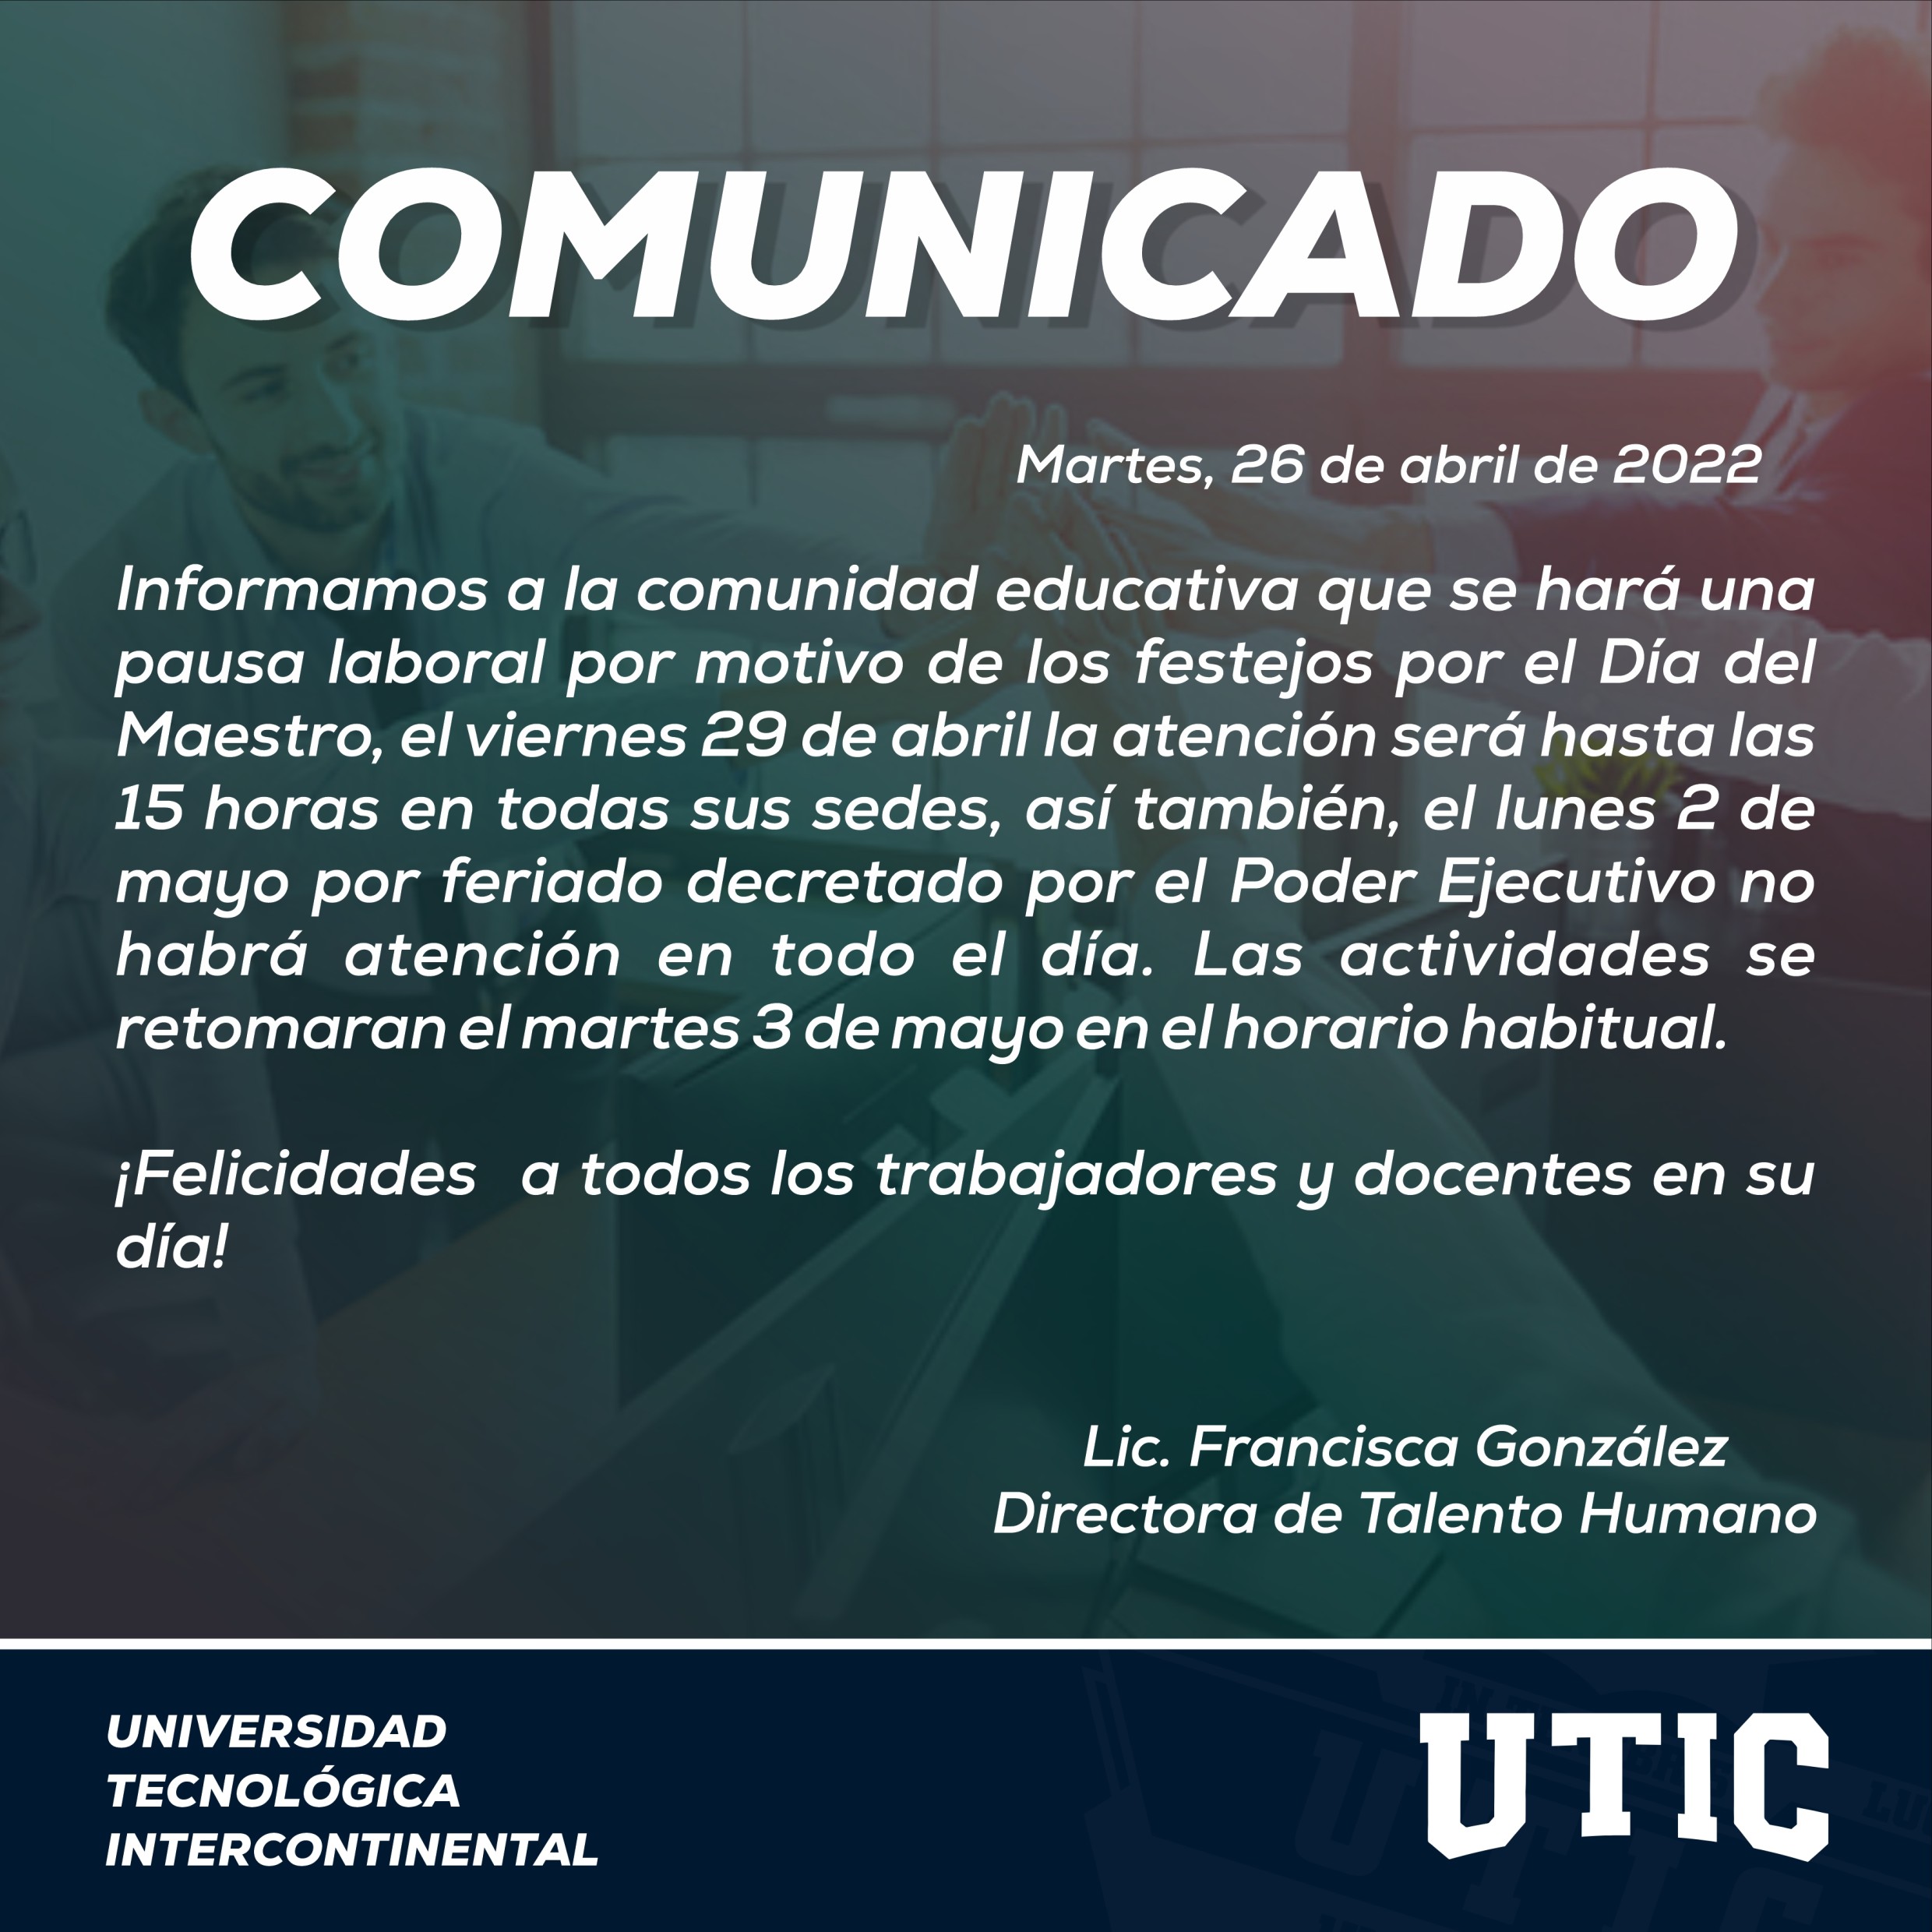 COMUNICADO
Martes, 26 de abril de 2022
Informamos a la comunidad educativa que se hará una
pausa laboral por motivo de los festejos por el Día del
Maestro, el viernes 29 de abril la atención será hasta las
15 horas en todas sus sedes, así también, el lunes 2 de
mayo por feriado decretado por el Poder Ejecutivo no
habrá atención en todo el día. Las actividades se
retomaran el martes 3 de mayo en el horario habitual.
¡Felicidades a todos los trabajadores y docentes en su
día!
Lic. Francisca González
Directora de Talento Humano
UNIVERSIDAD
TECNOLÓGICA
INTERCONTINENTAL
UTIC
UTIC